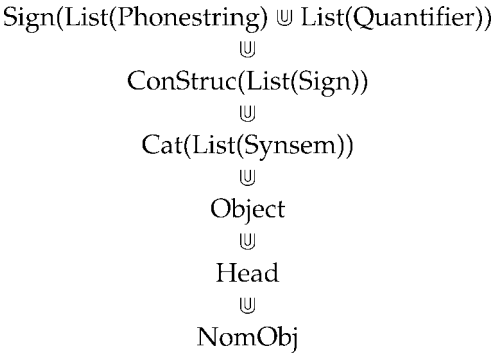 Sign(List(Phonestring) ⋓ List(Quantifier))
⋓
ConStruc(List(Sign))
⋓
Cat(List(Synsem))
⋓
Object
⋓
Head
⋓
NomObj